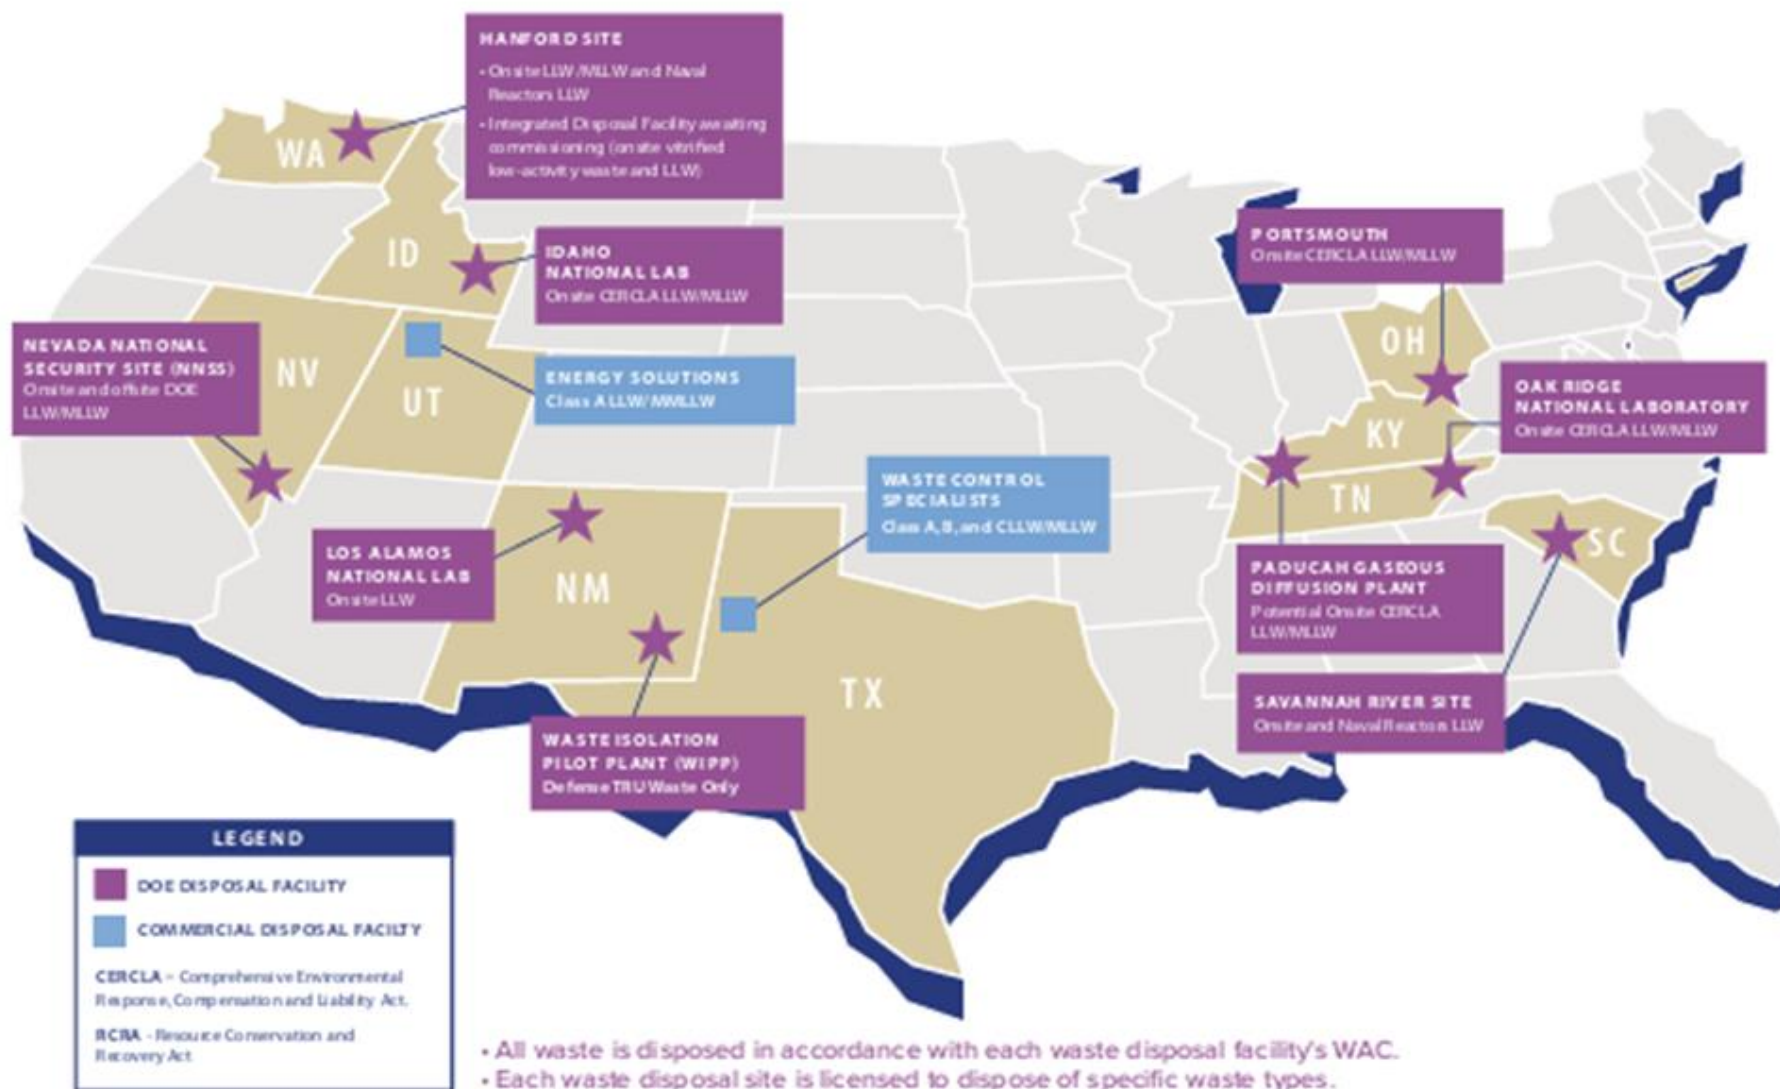 HANFORD SITE
• Onsite LLW/MLLW and Naval
Reactors LLW
• Integrated Disposal Facility awaiting
commissioning (onsite vitrified
low-activity waste and LLW)
WA
ID
IDAHO
NATIONAL LAB
Onsite CERCLA LLW/MLLW
PORTSMOUTH
Onsite CERCLA LLW/MLLW
NEVADA NATIONAL
SECURITY SITE (NNSS)
Onsite and offsite DOE
LLW/MLLW
NV
UT
ENERGY SOLUTIONS
Class A LLW/MMLLW
OH
OAK RIDGE
NATIONAL LABORATORY
Onsite CERCLA LLW/MLLW
KY
TN
WASTE CONTROL
SPECIALISTS
Class A, B, and C LLW/MLLW
SC
LOS ALAMOS
NATIONAL LAB
Onsite LLW
NM
PADUCAH GASEOUS
DIFFUSION PLANT
Potential Onsite CERCLA
LLW/MLLW
TX
SAVANNAH RIVER SITE
Onsite and Naval Reactors LLW
WASTE ISOLATION
PILOT PLANT (WIPP)
Defense TRU Waste Only
LEGEND
DOE DISPOSAL FACILITY
COMMERCIAL DISPOSAL FACILTY
CERCLA – Comprehensive Environmental
Response, Compensation and Liability Act.
RCRA - Resource Conservation and
Recovery Act
• All waste is disposed in accordance with each waste disposal facility's WAC.
• Each waste disposal site is licensed to dispose of specific waste types.